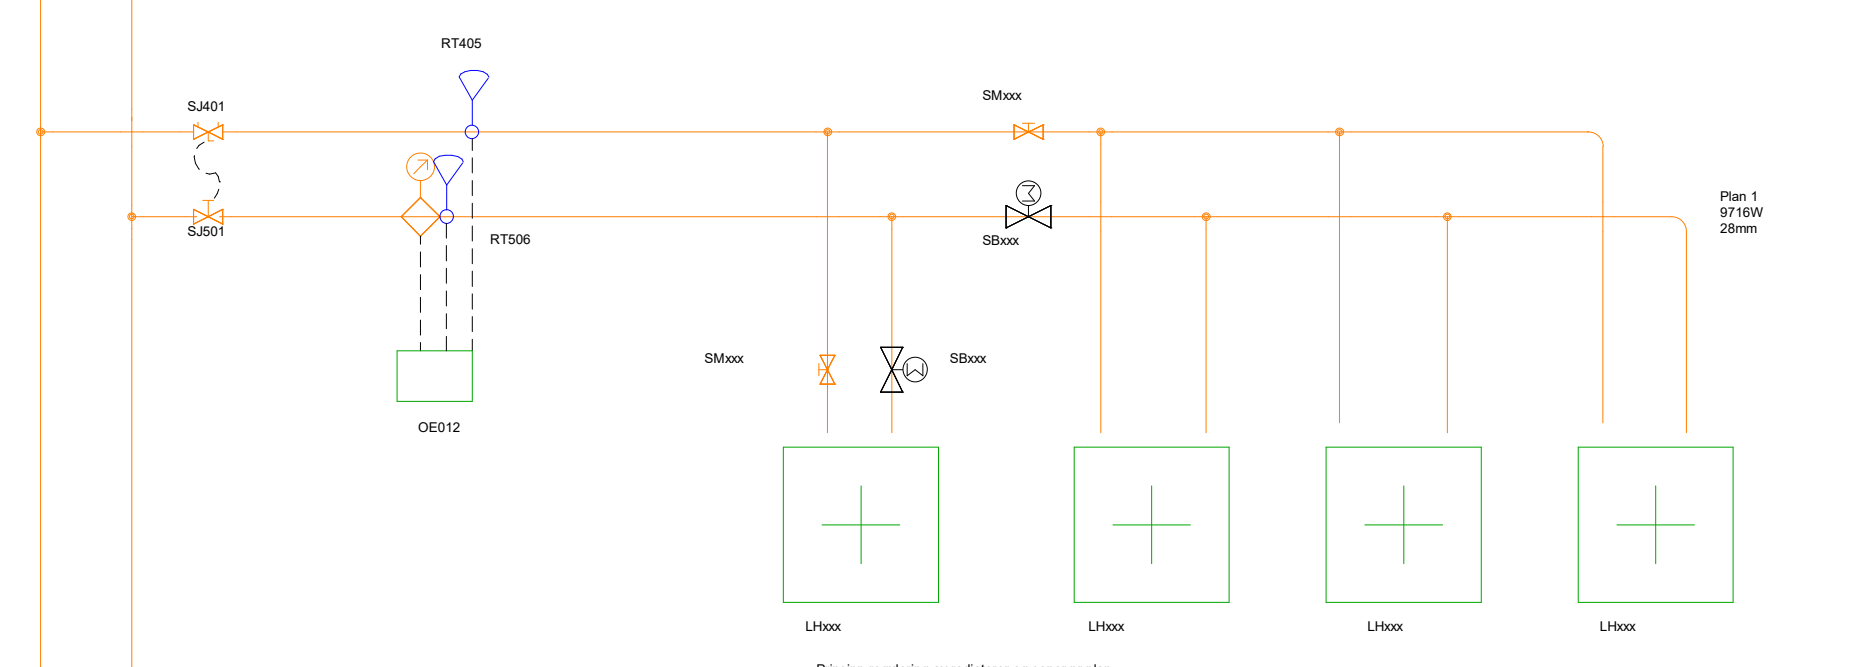 RT405
SJ401
SMxxx
Plan 1
9716W
28mm
SJ501
RT506
SBxxx
SMxxx
SBxxx
OE012
LHxxx
LHxxx
LHxxx
LHxxx